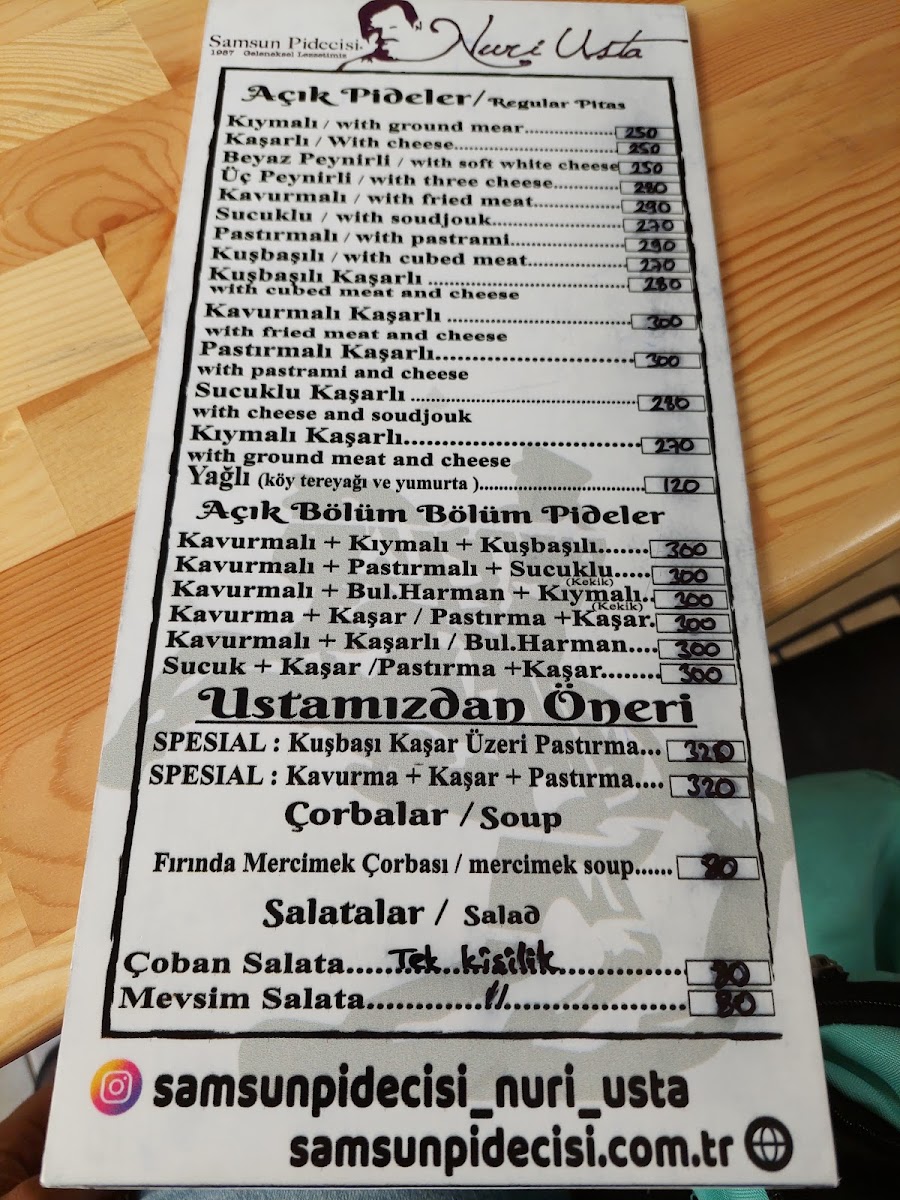 Samsun Pidecisi
1987 Geleneksel Lezzetimiz
Nuri Usta
Açık Pideler / Regular Pitas
Kıymalı / with ground mear 250
Kaşarlı / With cheese 250
Beyaz Peynirli / with soft white cheese 250
Üç Peynirli / with three cheese 280
Kavurmalı / with fried meat 290
Sucuklu / with soudjouk 270
Pastırmalı / with pastrami 290
Kuşbaşılı / with cubed meat 270
Kuşbaşılı Kaşarlı 280
with cubed meat and cheese
Kavurmalı Kaşarlı 300
with fried meat and cheese
Pastırmalı Kaşarlı 300
with pastrami and cheese
Sucuklu Kaşarlı 280
with cheese and soudjouk
Kıymalı Kaşarlı 270
with ground meat and cheese
Yağlı (köy tereyağı ve yumurta ) 120
Açık Bölüm Bölüm Pideler
Kavurmalı + Kıymalı + Kuşbaşılı 300
Kavurmalı + Pastırmalı + Sucuklu 300
(Kekik)
Kavurmalı + Bul.Harman + Kıymalı 300
(Kekik)
Kavurma + Kaşar / Pastırma +Kaşar 300
Kavurmalı + Kaşarlı / Bul.Harman 300
Sucuk + Kaşar /Pastırma +Kaşar 300
Ustamızdan Öneri
SPESIAL : Kuşbaşı Kaşar Üzeri Pastırma... 320
SPESIAL : Kavurma + Kaşar + Pastırma.... 320
Çorbalar / Soup
Fırında Mercimek Çorbası / mercimek soup...... 80
Salatalar / Salad
Çoban Salata Tek kişilik 80
Mevsim Salata 11 80
samsunpidecisi_nuri_usta
samsunpidecisi.com.tr